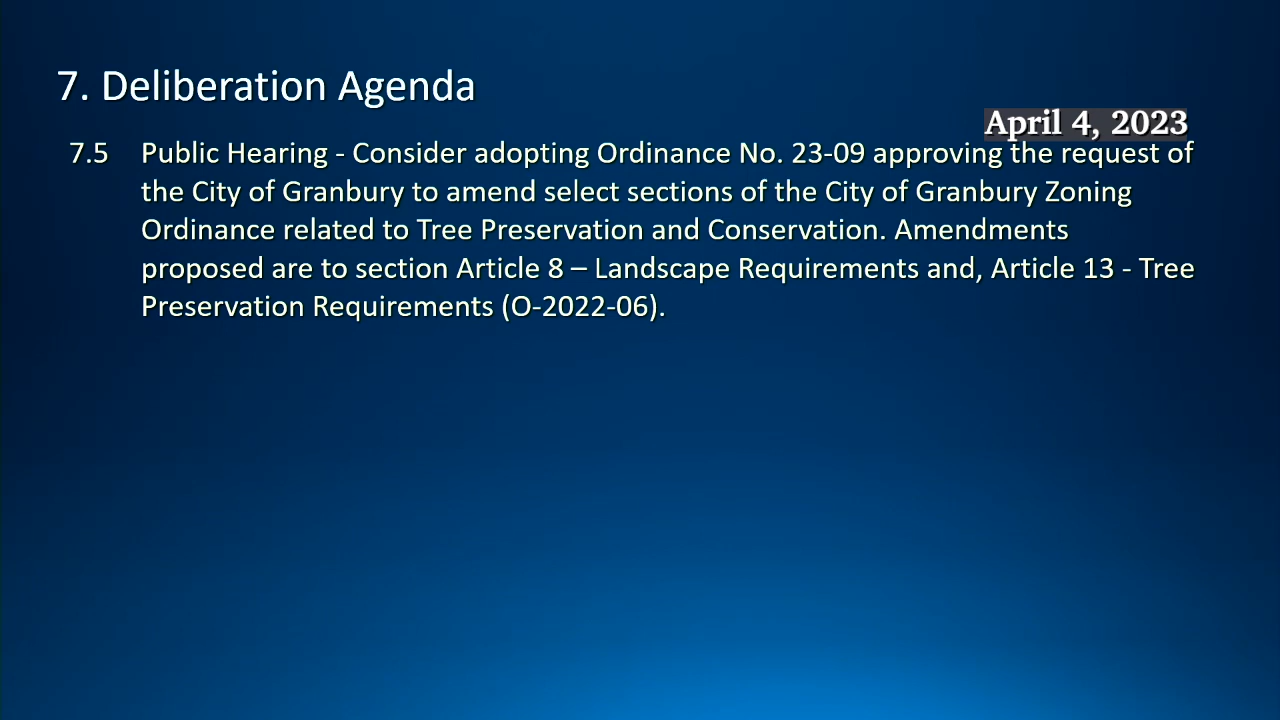 7. Deliberation Agenda
April 4, 2023
7.5 Public Hearing - Consider adopting Ordinance No. 23-09 approving the request of
the City of Granbury to amend select sections of the City of Granbury Zoning
Ordinance related to Tree Preservation and Conservation. Amendments
proposed are to section Article 8 – Landscape Requirements and, Article 13 - Tree
Preservation Requirements (O-2022-06).